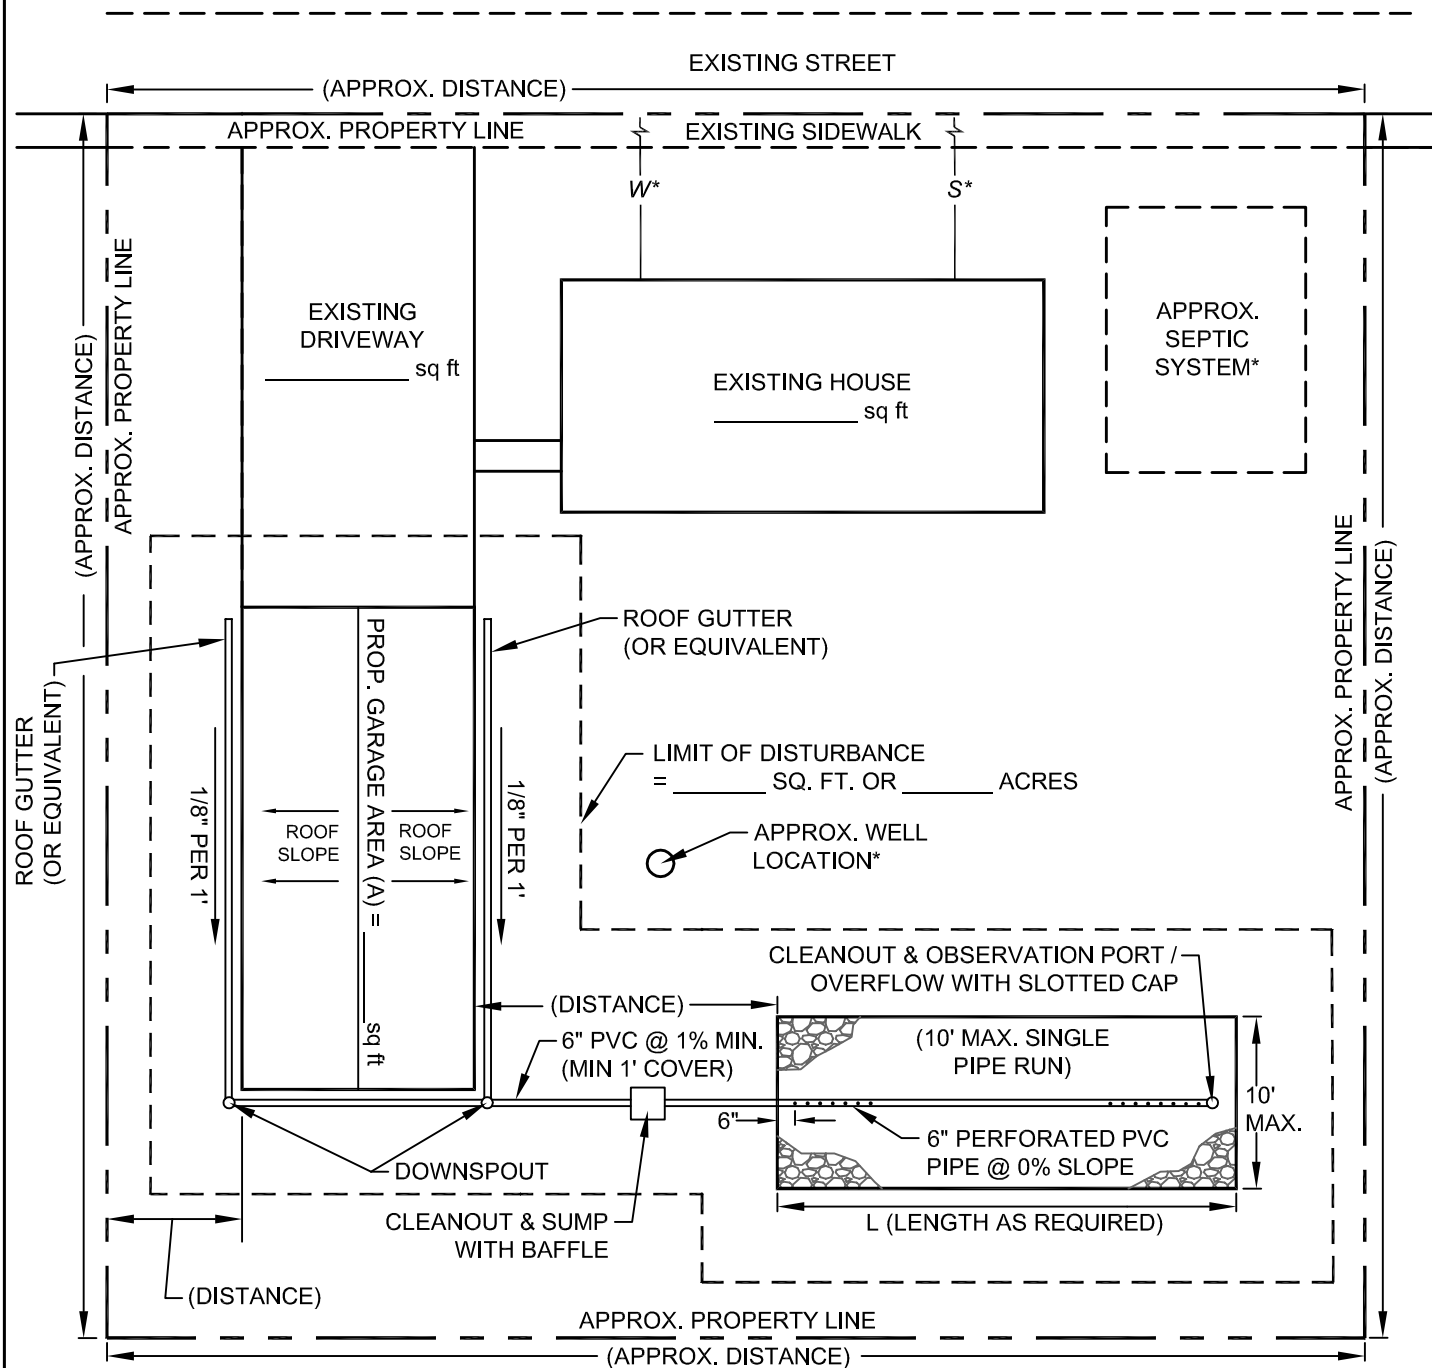 EXISTING STREET
(APPROX. DISTANCE)
APPROX. PROPERTY LINE
EXISTING SIDEWALK
W*
S*
(APPROX. DISTANCE)
APPROX. PROPERTY LINE
EXISTING
DRIVEWAY
________ sq ft
EXISTING HOUSE
________ sq ft
APPROX.
SEPTIC
SYSTEM*
APPROX. PROPERTY LINE
(APPROX. DISTANCE)
ROOF GUTTER
(OR EQUIVALENT)
ROOF GUTTER
(OR EQUIVALENT)
1/8" PER 1'
ROOF
SLOPE
PROP. GARAGE AREA (A) = ______ sq ft
ROOF
SLOPE
1/8" PER 1'
LIMIT OF DISTURBANCE
= ______ SQ. FT. OR ______ ACRES
APPROX. WELL
LOCATION*
CLEANOUT & OBSERVATION PORT /
OVERFLOW WITH SLOTTED CAP
(DISTANCE)
6" PVC @ 1% MIN.
(MIN 1' COVER)
(10' MAX. SINGLE
PIPE RUN)
10'
MAX.
6"
6" PERFORATED PVC
PIPE @ 0% SLOPE
DOWNSPOUT
CLEANOUT & SUMP
WITH BAFFLE
L (LENGTH AS REQUIRED)
(DISTANCE)
APPROX. PROPERTY LINE
(APPROX. DISTANCE)